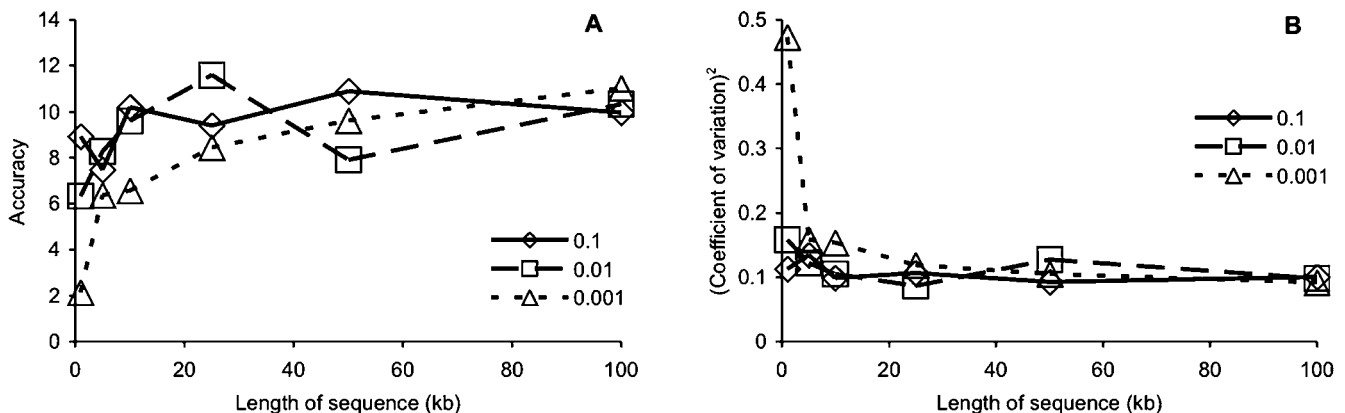 A
14
12
10
8
6
4
2
0
Accuracy
0.1
0.01
0.001
0 20 40 60 80 100
Length of sequence (kb)
B
0.5
0.4
0.3
0.2
0.1
0
(Coefficient of variation)²
0.1
0.01
0.001
0 20 40 60 80 100
Length of sequence (kb)